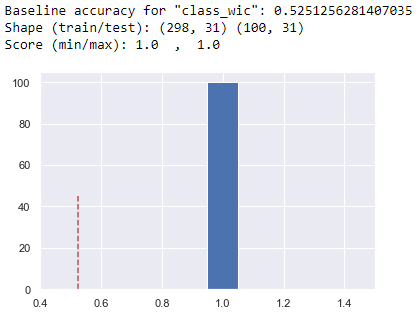 Baseline accuracy for "class_wic": 0.5251256281407035
Shape (train/test): (298, 31) (100, 31)
Score (min/max): 1.0  ,  1.0
100
80
60
40
20
0
0.4 0.6 0.8 1.0 1.2 1.4